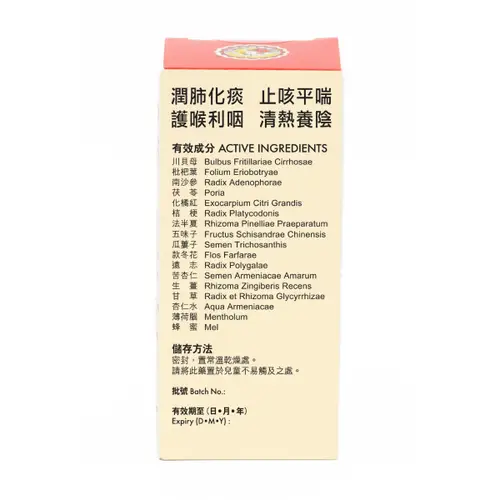 潤肺化痰 止咳平喘
護喉利咽 清熱養陰
有效成分 ACTIVE INGREDIENTS
川貝母 Bulbus Fritillariae Cirrhosae
枇杷葉 Folium Eriobotryae
南沙參 Radix Adenophorae
茯苓 Poria
化橘紅 Exocarpium Citri Grandis
桔梗 Radix Platycodonis
法半夏 Rhizoma Pinelliae Praeparatum
五味子 Fructus Schisandrae Chinensis
瓜蔞子 Semen Trichosanthis
款冬花 Flos Farfarae
遠志 Radix Polygalae
苦杏仁 Semen Armeniacae Amarum
生薑 Rhizoma Zingiberis Recens
甘草 Radix et Rhizoma Glycyrrhizae
杏仁水 Aqua Armeniacae
薄荷腦 Mentholum
蜂蜜 Mel
儲存方法
密封，置常溫乾燥處。
請將此藥置於兒童不易觸及之處。
批號 Batch No.:
有效期至 (日•月•年)
Expiry (D•M•Y) :